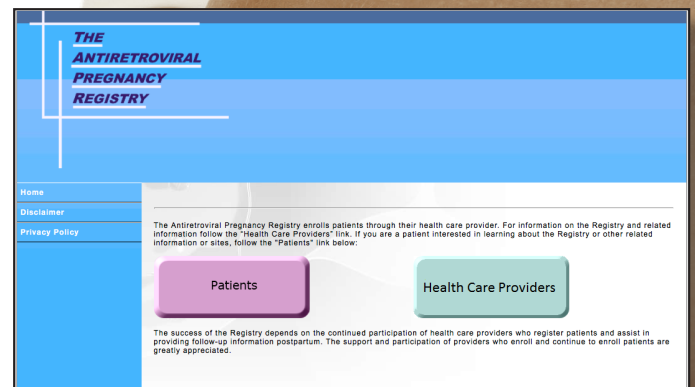 THE
ANTIRETROVIRAL
PREGNANCY
REGISTRY
Home
Disclaimer
Privacy Policy
The Antiretroviral Pregnancy Registry enrolls patients through their health care provider. For information on the Registry and related
information follow the "Health Care Providers" link. If you are a patient interested in learning about the Registry or other related
information or sites, follow the "Patients" link below:
Patients
Health Care Providers
The success of the Registry depends on the continued participation of health care providers who register patients and assist in
providing follow-up information postpartum. The support and participation of providers who enroll and continue to enroll patients are
greatly appreciated.